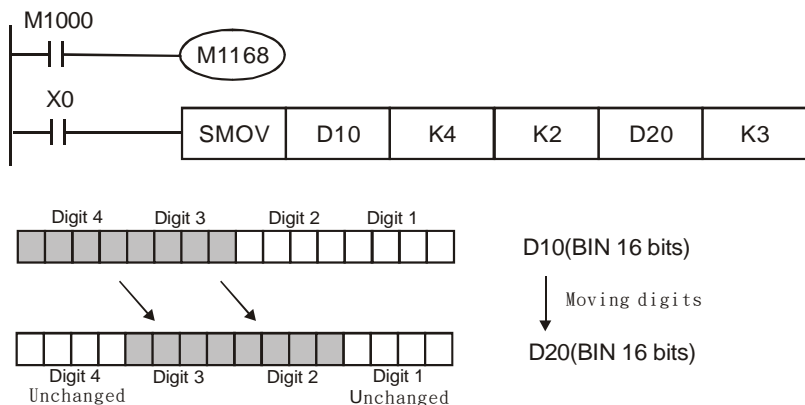 M1000
M1168
X0
SMOV D10 K4 K2 D20 K3
Digit 4 Digit 3 Digit 2 Digit 1
D10(BIN 16 bits)
Moving digits
D20(BIN 16 bits)
Digit 4 Digit 3 Digit 2 Digit 1
Unchanged Unchanged